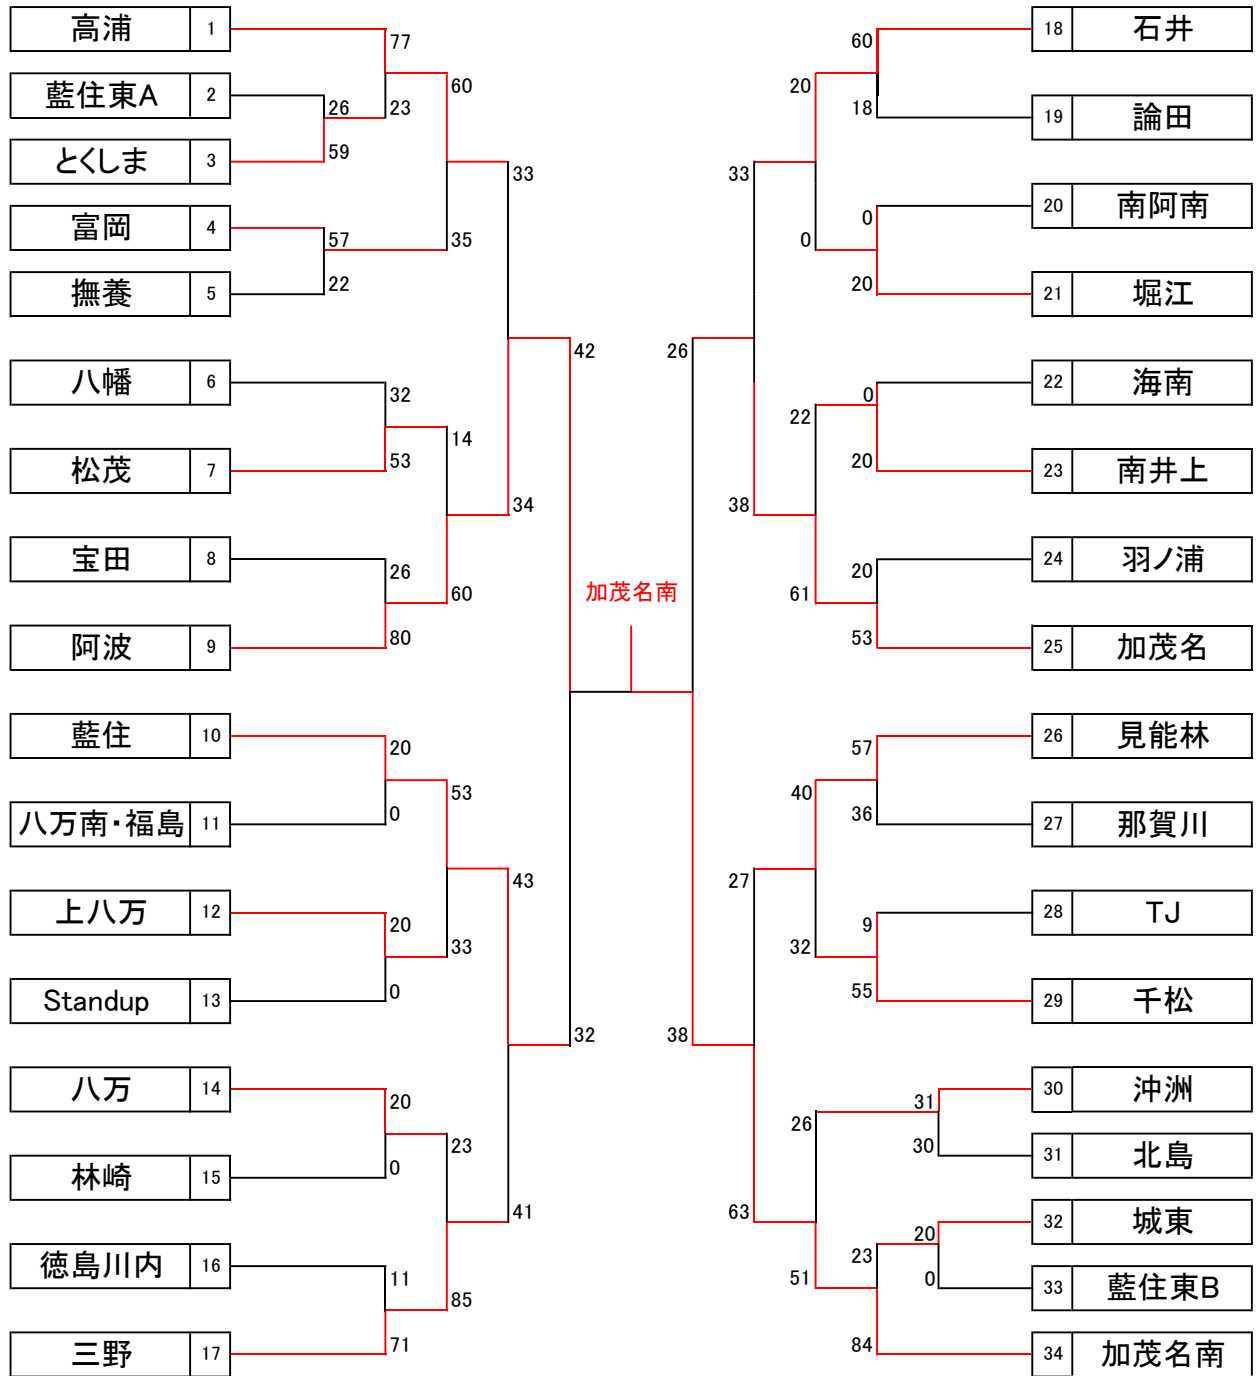 高浦 1
藍住東A 2
とくしま 3
富岡 4
撫養 5
八幡 6
松茂 7
宝田 8
阿波 9
藍住 10
八万南・福島 11
上八万 12
Standup 13
八万 14
林崎 15
徳島川内 16
三野 17
77
23
26
59
60
35
57
22
33
34
32
53
14
60
26
80
42
32
20
0
53
33
20
0
43
41
20
0
23
85
11
71
加茂名南
26
38
33
38
20
0
60
18
0
20
22
61
0
20
20
53
27
63
40
32
57
36
9
55
26
51
31
30
23
84
20
0
18 石井
19 論田
20 南阿南
21 堀江
22 海南
23 南井上
24 羽ノ浦
25 加茂名
26 見能林
27 那賀川
28 TJ
29 千松
30 沖洲
31 北島
32 城東
33 藍住東B
34 加茂名南